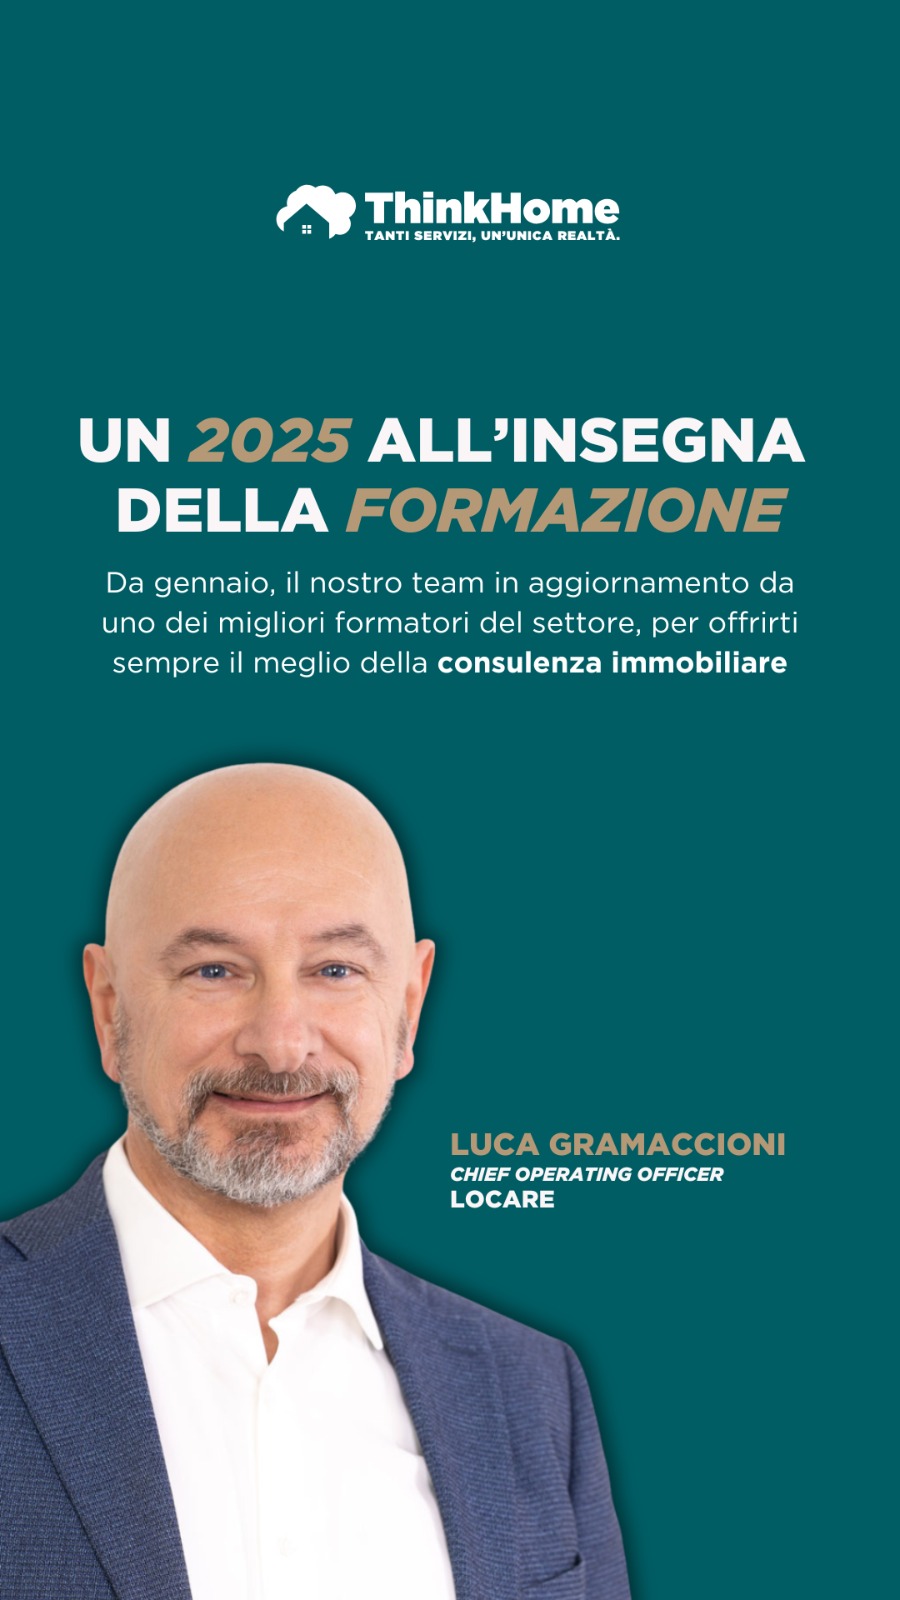 ThinkHome
TANTI SERVIZI, UN'UNICA REALTÀ.
UN 2025 ALL'INSEGNA
DELLA FORMAZIONE
Da gennaio, il nostro team in aggiornamento da
uno dei migliori formatori del settore, per offrirti
sempre il meglio della consulenza immobiliare
LUCA GRAMACCIONI
CHIEF OPERATING OFFICER
LOCARE